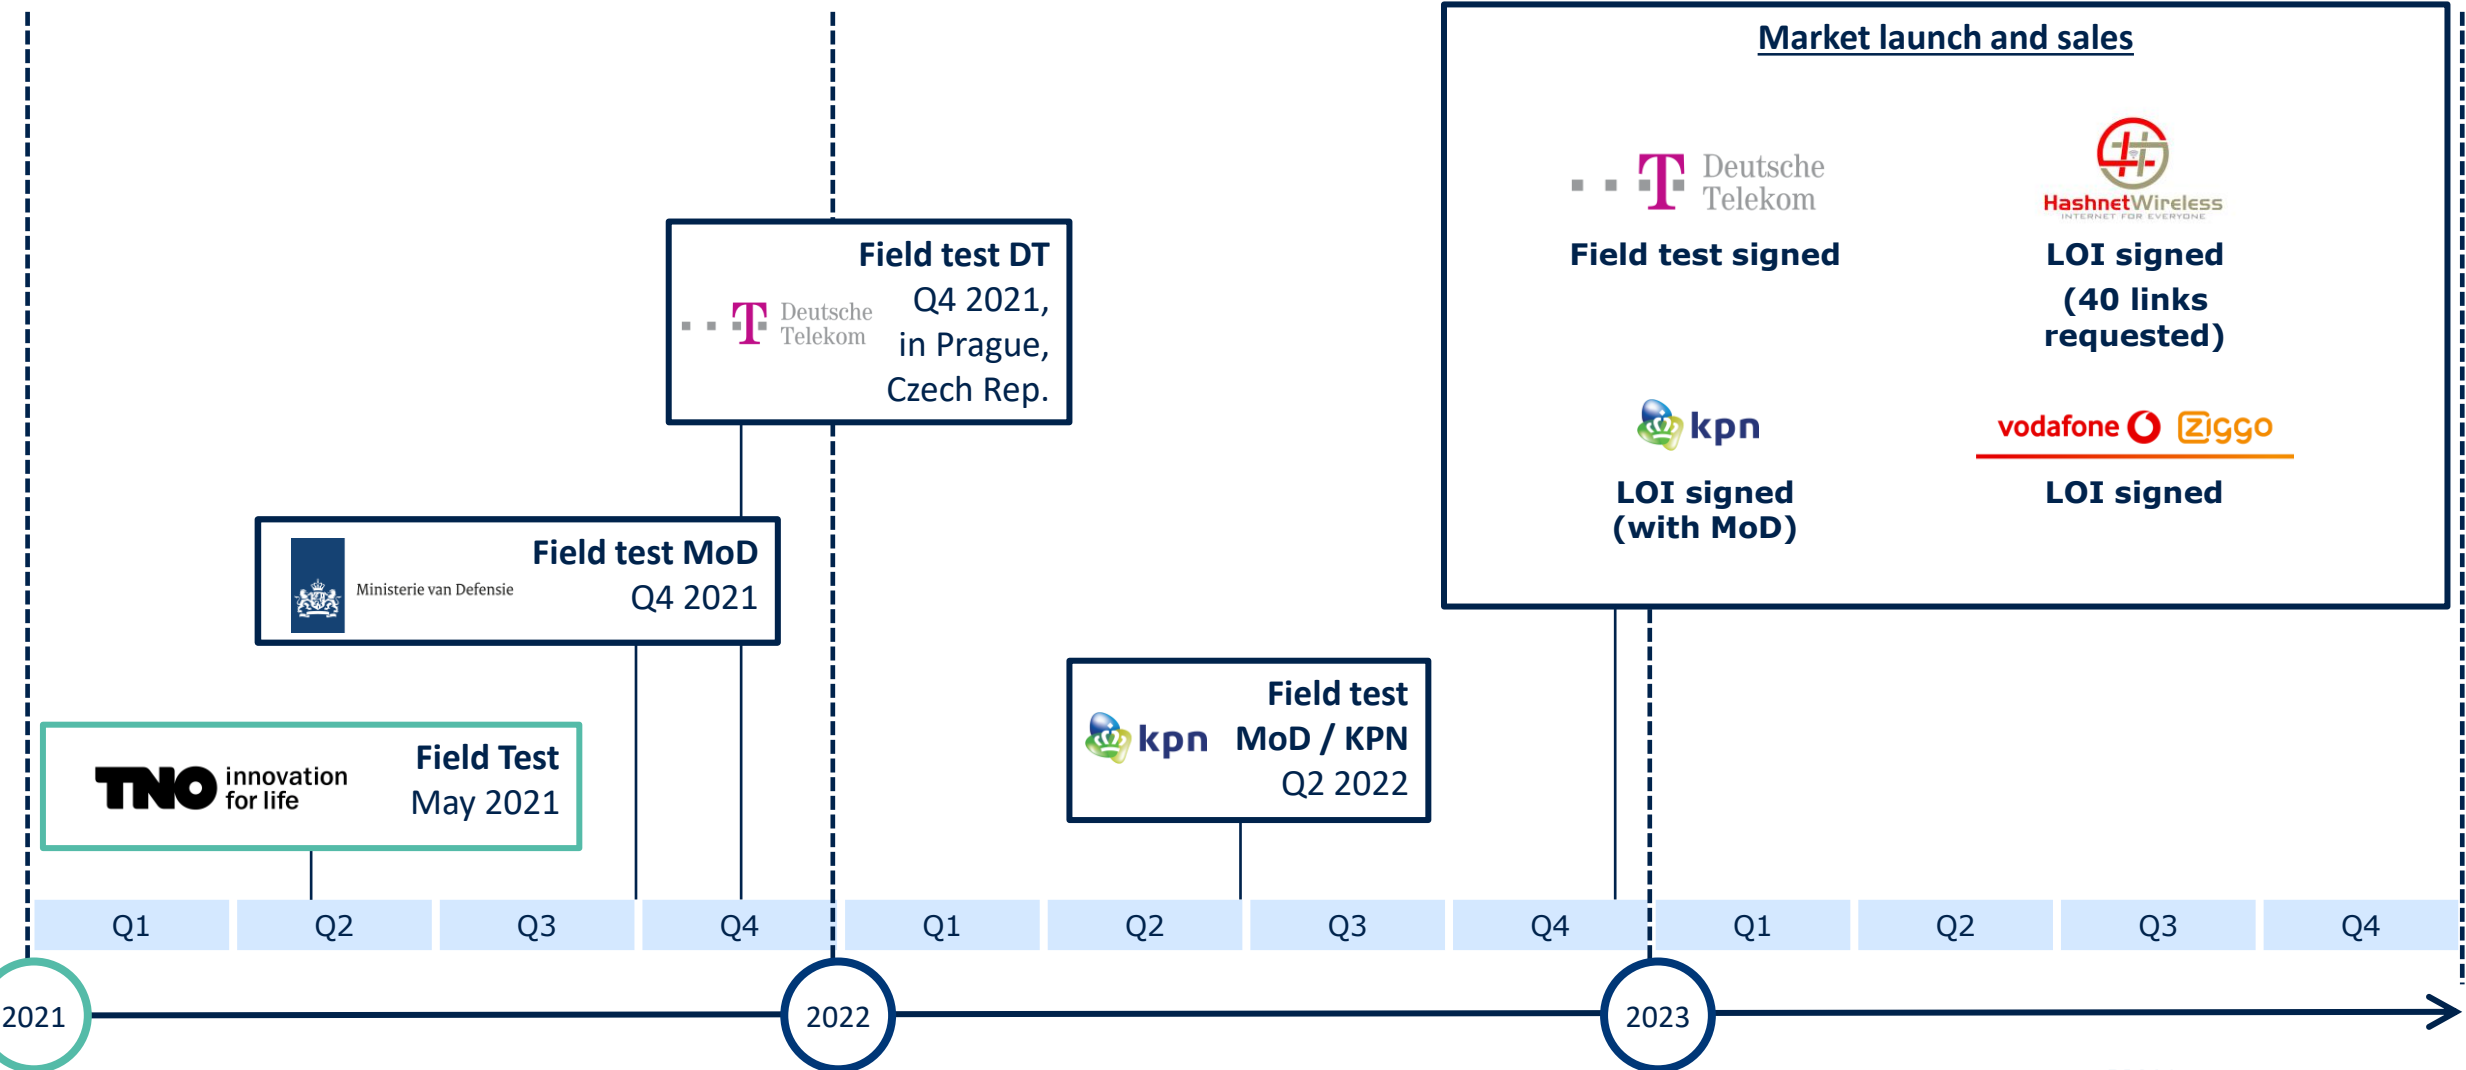 Market launch and sales
Deutsche
Telekom
Field test signed
HashnetWireless
INTERNET FOR EVERYONE
LOI signed
(40 links
requested)
kpn
LOI signed
(with MoD)
vodafone ziggo
LOI signed
Deutsche
Telekom
Field test DT
Q4 2021,
in Prague,
Czech Rep.
Ministerie van Defensie
Field test MoD
Q4 2021
kpn
Field test
MoD / KPN
Q2 2022
TNO innovation
for life
Field Test
May 2021
Q1 Q2 Q3 Q4 Q1 Q2 Q3 Q4 Q1 Q2 Q3 Q4
2021 2022 2023